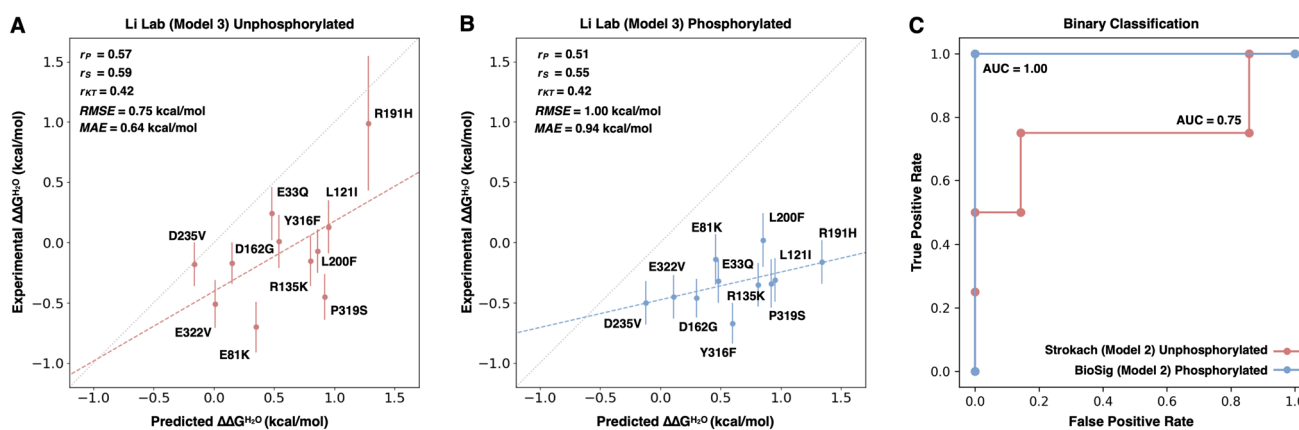 A
Li Lab (Model 3) Unphosphorylated
rP = 0.57
rS = 0.59
rKT = 0.42
RMSE = 0.75 kcal/mol
MAE = 0.64 kcal/mol
R191H
E33Q
L121I
Y316F
D235V
D162G
L200F
R135K
P319S
E322V
E81K
1.5
1.0
0.5
0.0
−0.5
−1.0
−1.0
−0.5
0.0
0.5
1.0
1.5
Experimental ΔΔGH₂O (kcal/mol)
Predicted ΔΔGH₂O (kcal/mol)
B
Li Lab (Model 3) Phosphorylated
rP = 0.51
rS = 0.55
rKT = 0.42
RMSE = 1.00 kcal/mol
MAE = 0.94 kcal/mol
L200F
E81K
R191H
E33Q
L121I
E322V
R135K
P319S
D235V
D162G
Y316F
1.5
1.0
0.5
0.0
−0.5
−1.0
−1.0
−0.5
0.0
0.5
1.0
1.5
Experimental ΔΔGH₂O (kcal/mol)
Predicted ΔΔGH₂O (kcal/mol)
C
Binary Classification
AUC = 1.00
AUC = 0.75
Strokach (Model 2) Unphosphorylated
BioSig (Model 2) Phosphorylated
1.0
0.8
0.6
0.4
0.2
0.0
0.0
0.2
0.4
0.6
0.8
1.0
True Positive Rate
False Positive Rate